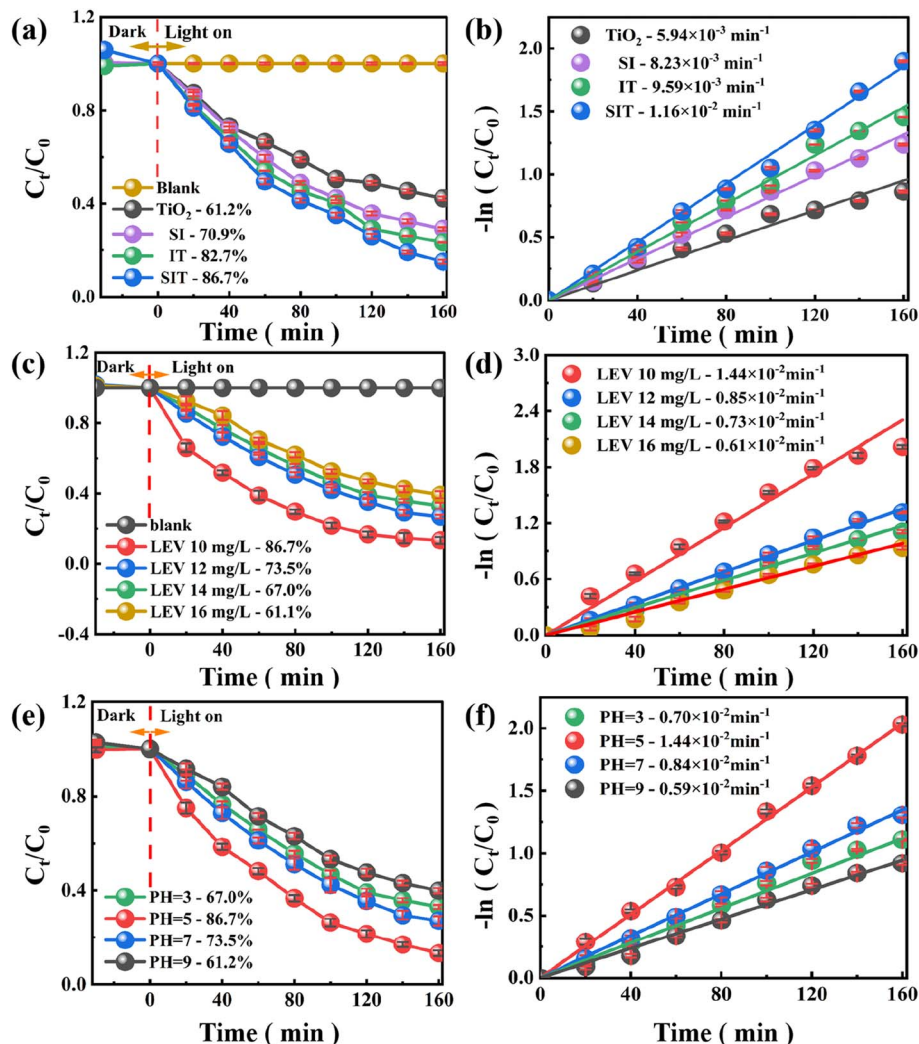 (a)
Dark Light on
Blank
TiO₂ - 61.2%
SI - 70.9%
IT - 82.7%
SIT - 86.7%
Cₜ/C₀
1.2
0.8
0.4
0.0
0 40 80 120 160
Time ( min )
(b)
TiO₂ - 5.94×10⁻³ min⁻¹
SI - 8.23×10⁻³ min⁻¹
IT - 9.59×10⁻³ min⁻¹
SIT - 1.16×10⁻² min⁻¹
-ln ( Cₜ/C₀ )
2.0
1.5
1.0
0.5
0.0
0 40 80 120 160
Time ( min )
(c)
Dark Light on
blank
LEV 10 mg/L - 86.7%
LEV 12 mg/L - 73.5%
LEV 14 mg/L - 67.0%
LEV 16 mg/L - 61.1%
Cₜ/C₀
1.2
0.8
0.4
0.0
-0.4
0 40 80 120 160
Time ( min )
(d)
LEV 10 mg/L - 1.44×10⁻²min⁻¹
LEV 12 mg/L - 0.85×10⁻²min⁻¹
LEV 14 mg/L - 0.73×10⁻²min⁻¹
LEV 16 mg/L - 0.61×10⁻²min⁻¹
-ln ( Cₜ/C₀ )
3.0
2.4
1.8
1.2
0.6
0.0
0 40 80 120 160
Time ( min )
(e)
Dark Light on
PH=3 - 67.0%
PH=5 - 86.7%
PH=7 - 73.5%
PH=9 - 61.2%
Cₜ/C₀
1.2
0.8
0.4
0.0
0 40 80 120 160
Time ( min )
(f)
PH=3 - 0.70×10⁻²min⁻¹
PH=5 - 1.44×10⁻²min⁻¹
PH=7 - 0.84×10⁻²min⁻¹
PH=9 - 0.59×10⁻²min⁻¹
-ln ( Cₜ/C₀ )
2.0
1.5
1.0
0.5
0.0
0 40 80 120 160
Time ( min )